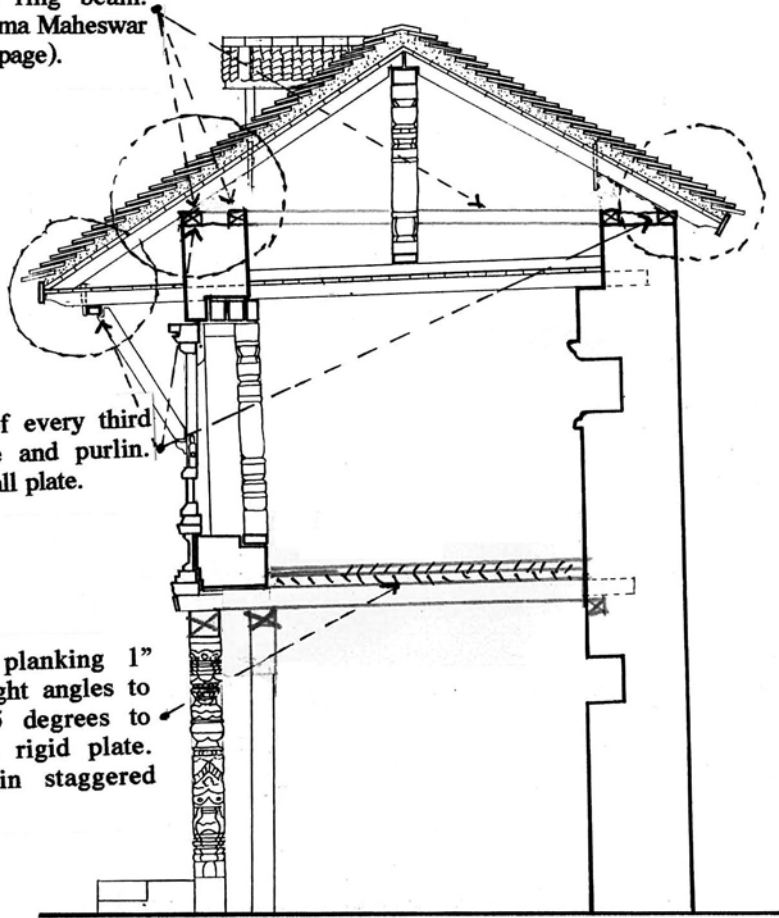 ring beam.
ma Maheswar
page).
f every third
and purlin.
all plate.
planking 1”
ght angles to
degrees to
rigid plate.
in staggered